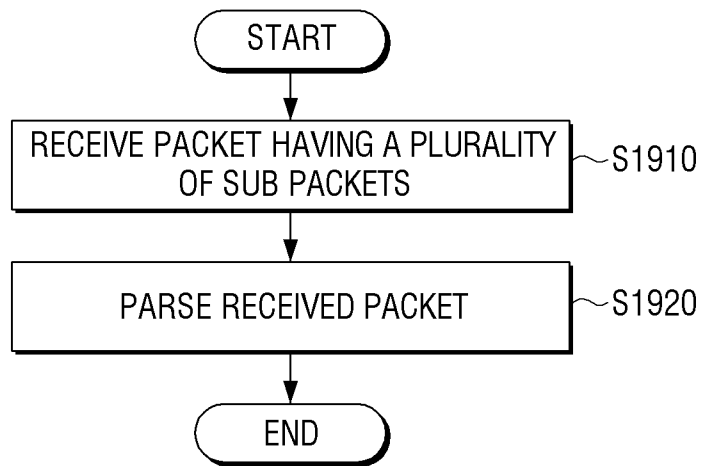 START
RECEIVE PACKET HAVING A PLURALITY
OF SUB PACKETS
S1910
PARSE RECEIVED PACKET
S1920
END